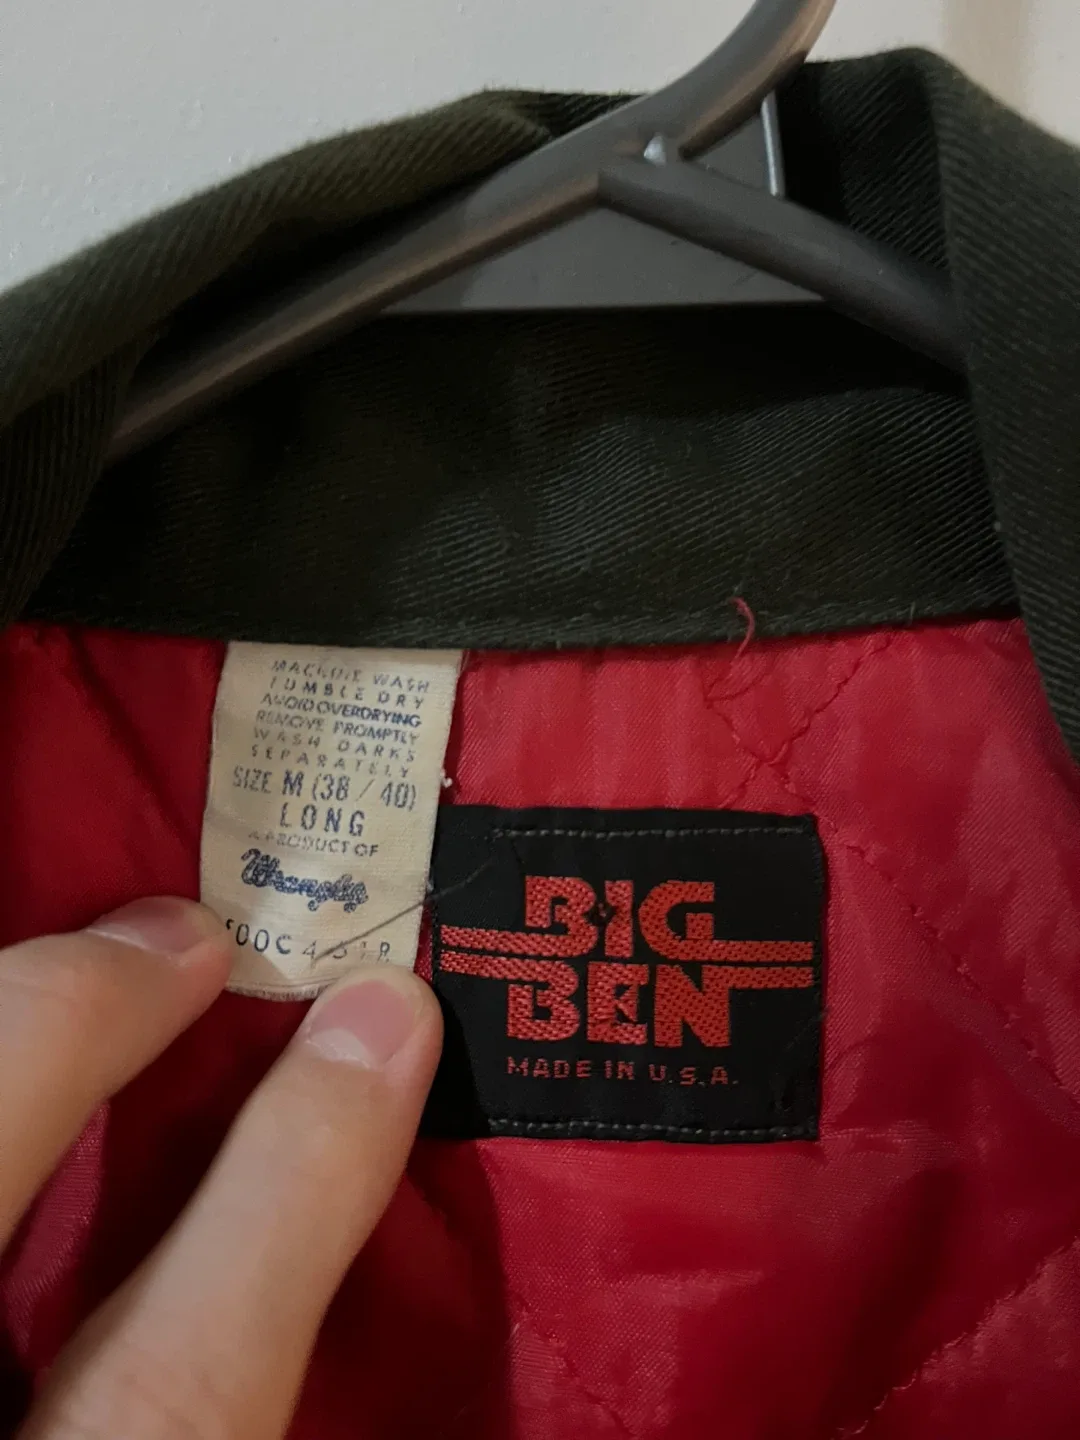 MACHINE WASH
TUMBLE DRY
AVOID OVERDRYING
REMOVE PROMPTLY
WASH DARKS
SEPARATELY
SIZE M (38 / 40)
LONG
A PRODUCT OF
Wrangler
BIG
BEN
MADE IN U.S.A.